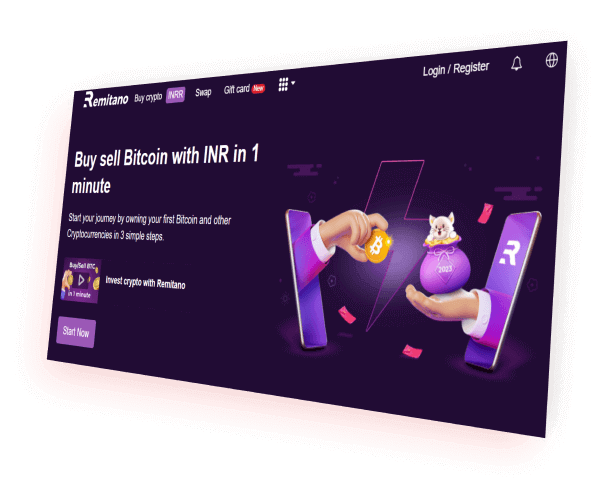 Remitano Buy crypto INRR Swap Gift card New Login / Register
Buy sell Bitcoin with INR in 1
minute
Start your journey by owning your first Bitcoin and other
Cryptocurrencies in 3 simple steps.
Buy/Sell BTC
in 1 minute
Invest crypto with Remitano
Start Now
2023